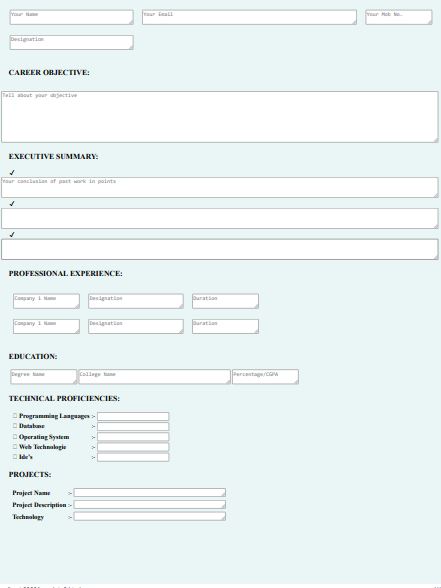 Your Name Your Email Your Mob No.
Designation
CAREER OBJECTIVE:
Tell about your objective
EXECUTIVE SUMMARY:
✓
Your conclusion of past work in points
✓
✓
PROFESSIONAL EXPERIENCE:
Company 1 Name Designation Duration
Company 1 Name Designation Duration
EDUCATION:
Degree Name College Name Percentage/CGPA
TECHNICAL PROFICIENCIES:
Programming Languages :-
Database :-
Operating System :-
Web Technologie :-
Ide's :-
PROJECTS:
Project Name :-
Project Description :-
Technology :-